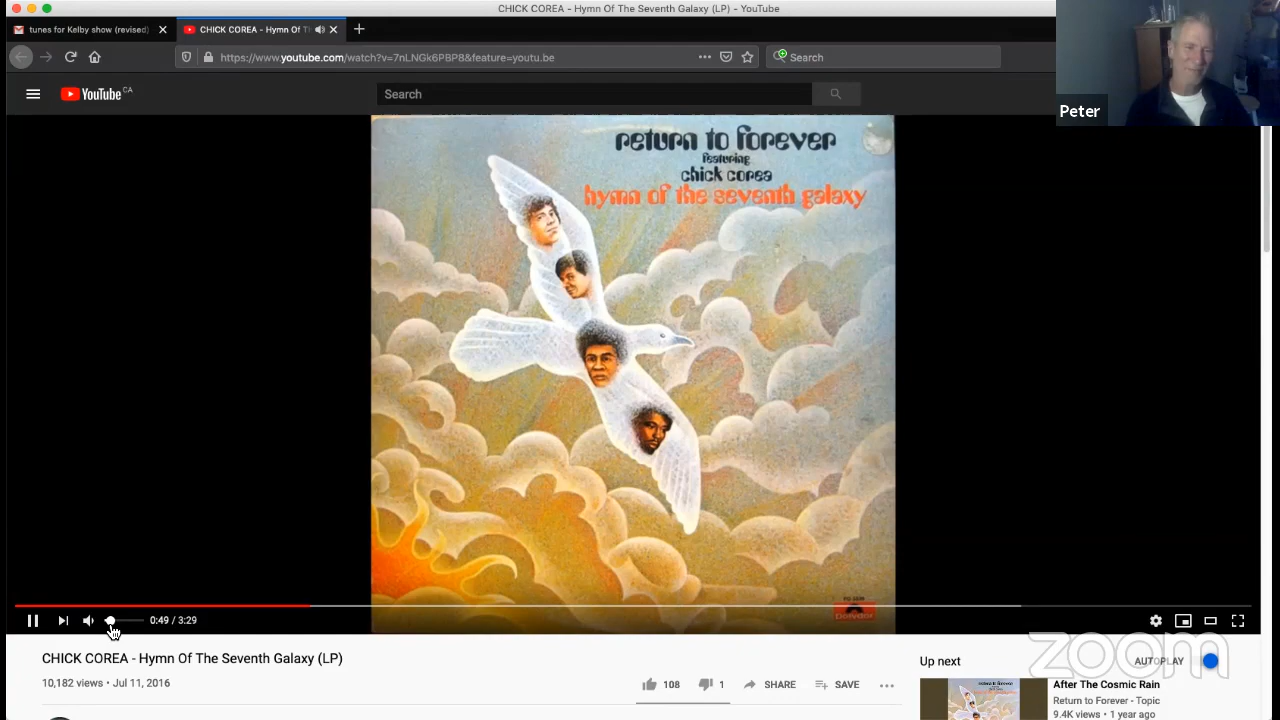 CHICK COREA - Hymn Of The Seventh Galaxy (LP) - YouTube
tunes for Kelby show (revised)
CHICK COREA - Hymn Of T
https://www.youtube.com/watch?v=7nLNGk6PBP8&feature=youtu.be
Search
Peter
YouTube CA
Search
return to forever
featuring
chick corea
hymn of the seventh galaxy
polydor
0:49 / 3:29
CHICK COREA - Hymn Of The Seventh Galaxy (LP)
10,182 views • Jul 11, 2016
108
1
SHARE
SAVE
Up next
AUTOPLAY
zoom
After The Cosmic Rain
Return to Forever - Topic
9.4K views • 1 year ago